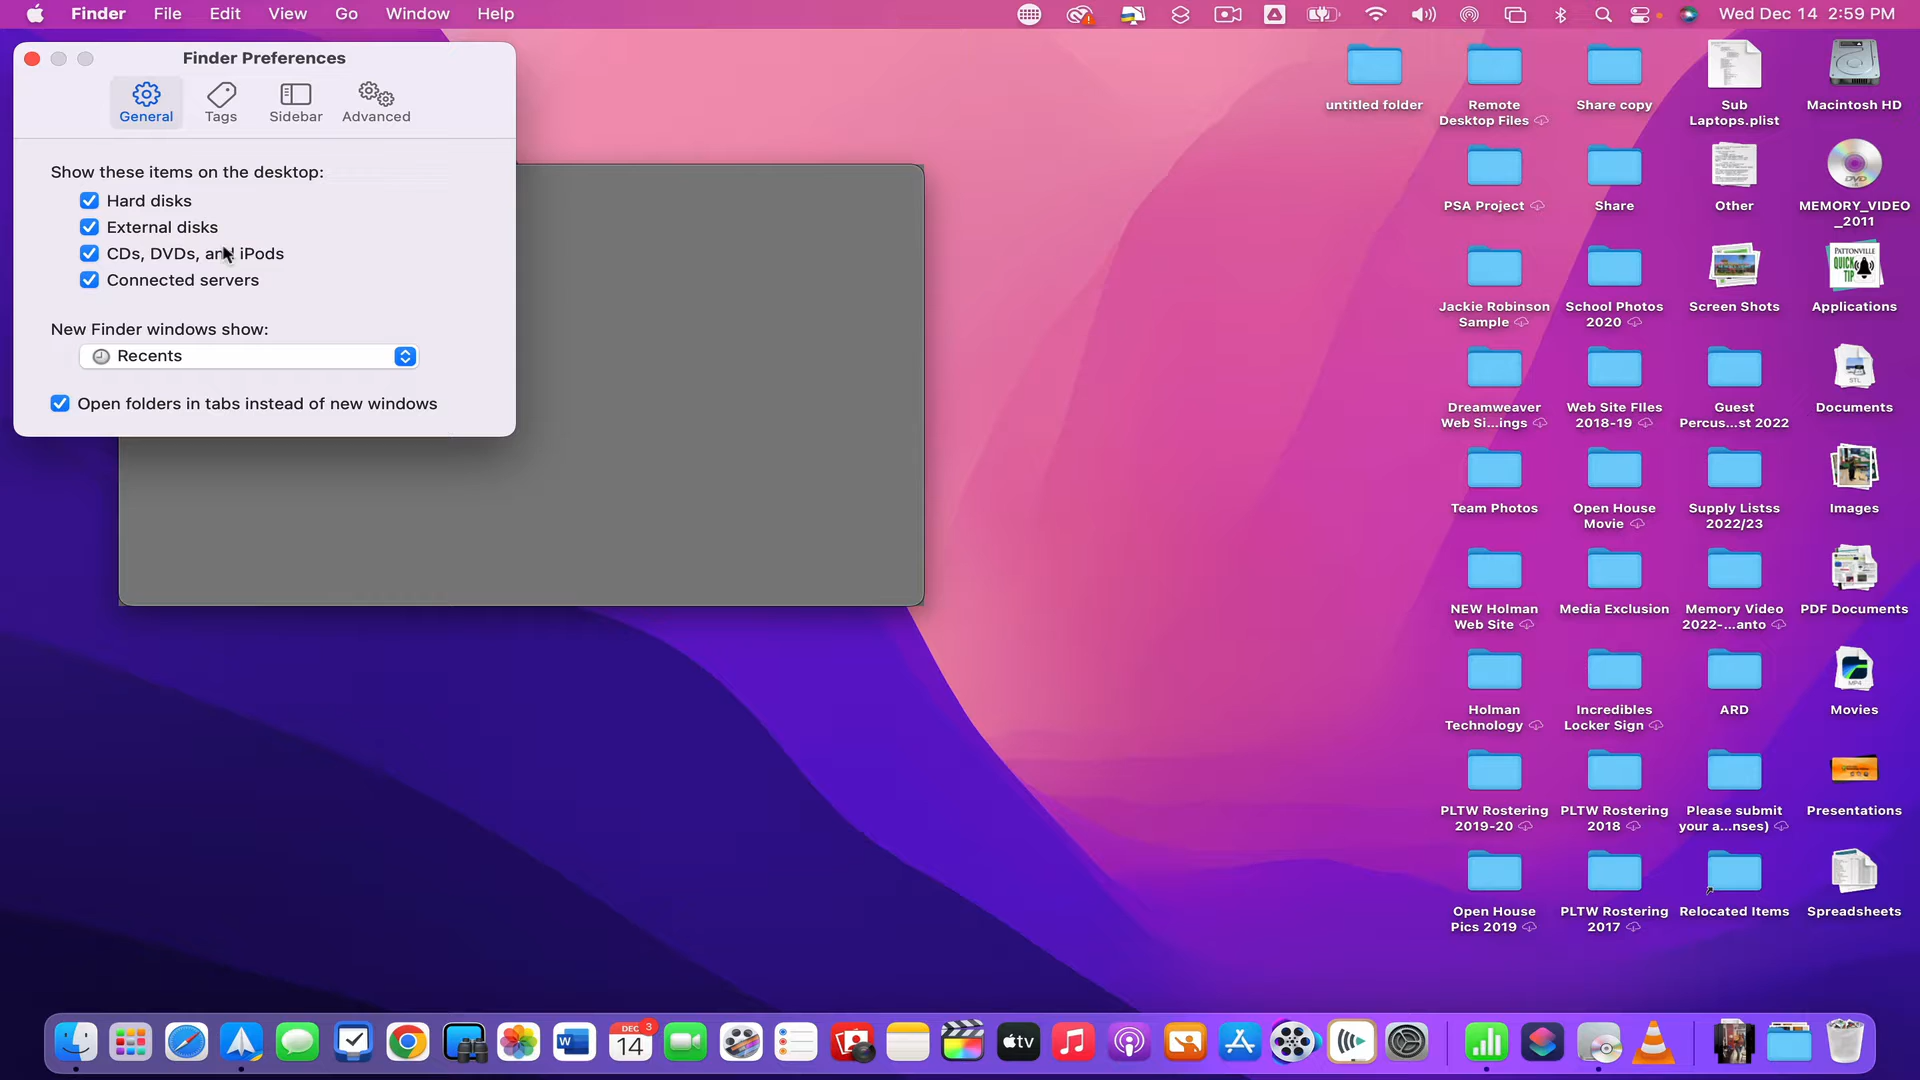 Finder File Edit View Go Window Help
Wed Dec 14 2:59 PM
Finder Preferences
General Tags Sidebar Advanced
Show these items on the desktop:
Hard disks
External disks
CDs, DVDs, and iPods
Connected servers
New Finder windows show:
Recents
Open folders in tabs instead of new windows
untitled folder
Remote
Desktop Files
Share copy
Sub
Laptops.plist
Macintosh HD
PSA Project
Share
Other
DVD
MEMORY_VIDEO
_2011
Jackie Robinson
Sample
School Photos
2020
Screen Shots
PATTONVILLE
QUICK
TIP
Applications
Dreamweaver
Web Si...ings
Web Site FIles
2018-19
Guest
Percus...st 2022
STL
Documents
Team Photos
Open House
Movie
Supply Listss
2022/23
Images
NEW Holman
Web Site
Media Exclusion
Memory Video
2022-...anto
PDF Documents
Holman
Technology
Incredibles
Locker Sign
ARD
MP4
Movies
PLTW Rostering
2019-20
PLTW Rostering
2018
Please submit
your a...nses)
Presentations
Open House
Pics 2019
PLTW Rostering
2017
Relocated Items
Spreadsheets
W
DEC
3
14
tv